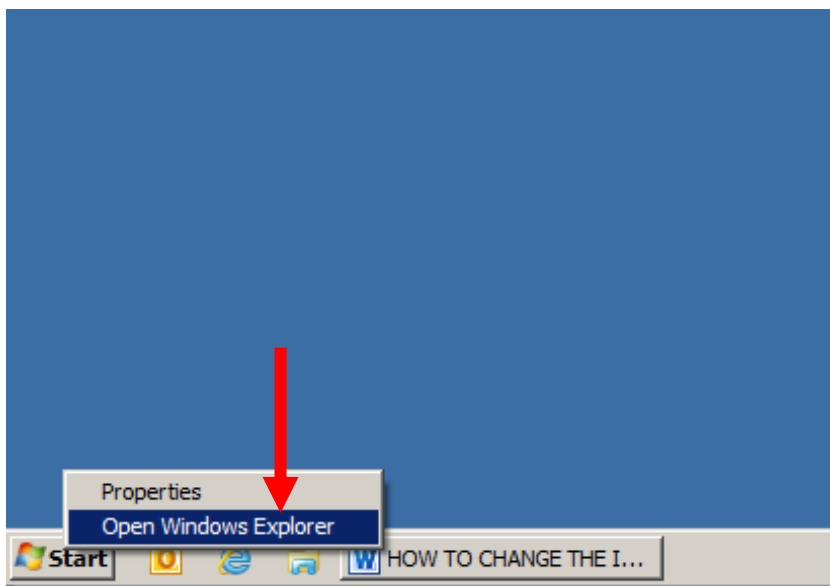 Properties
Open Windows Explorer
Start
O
W HOW TO CHANGE THE I...